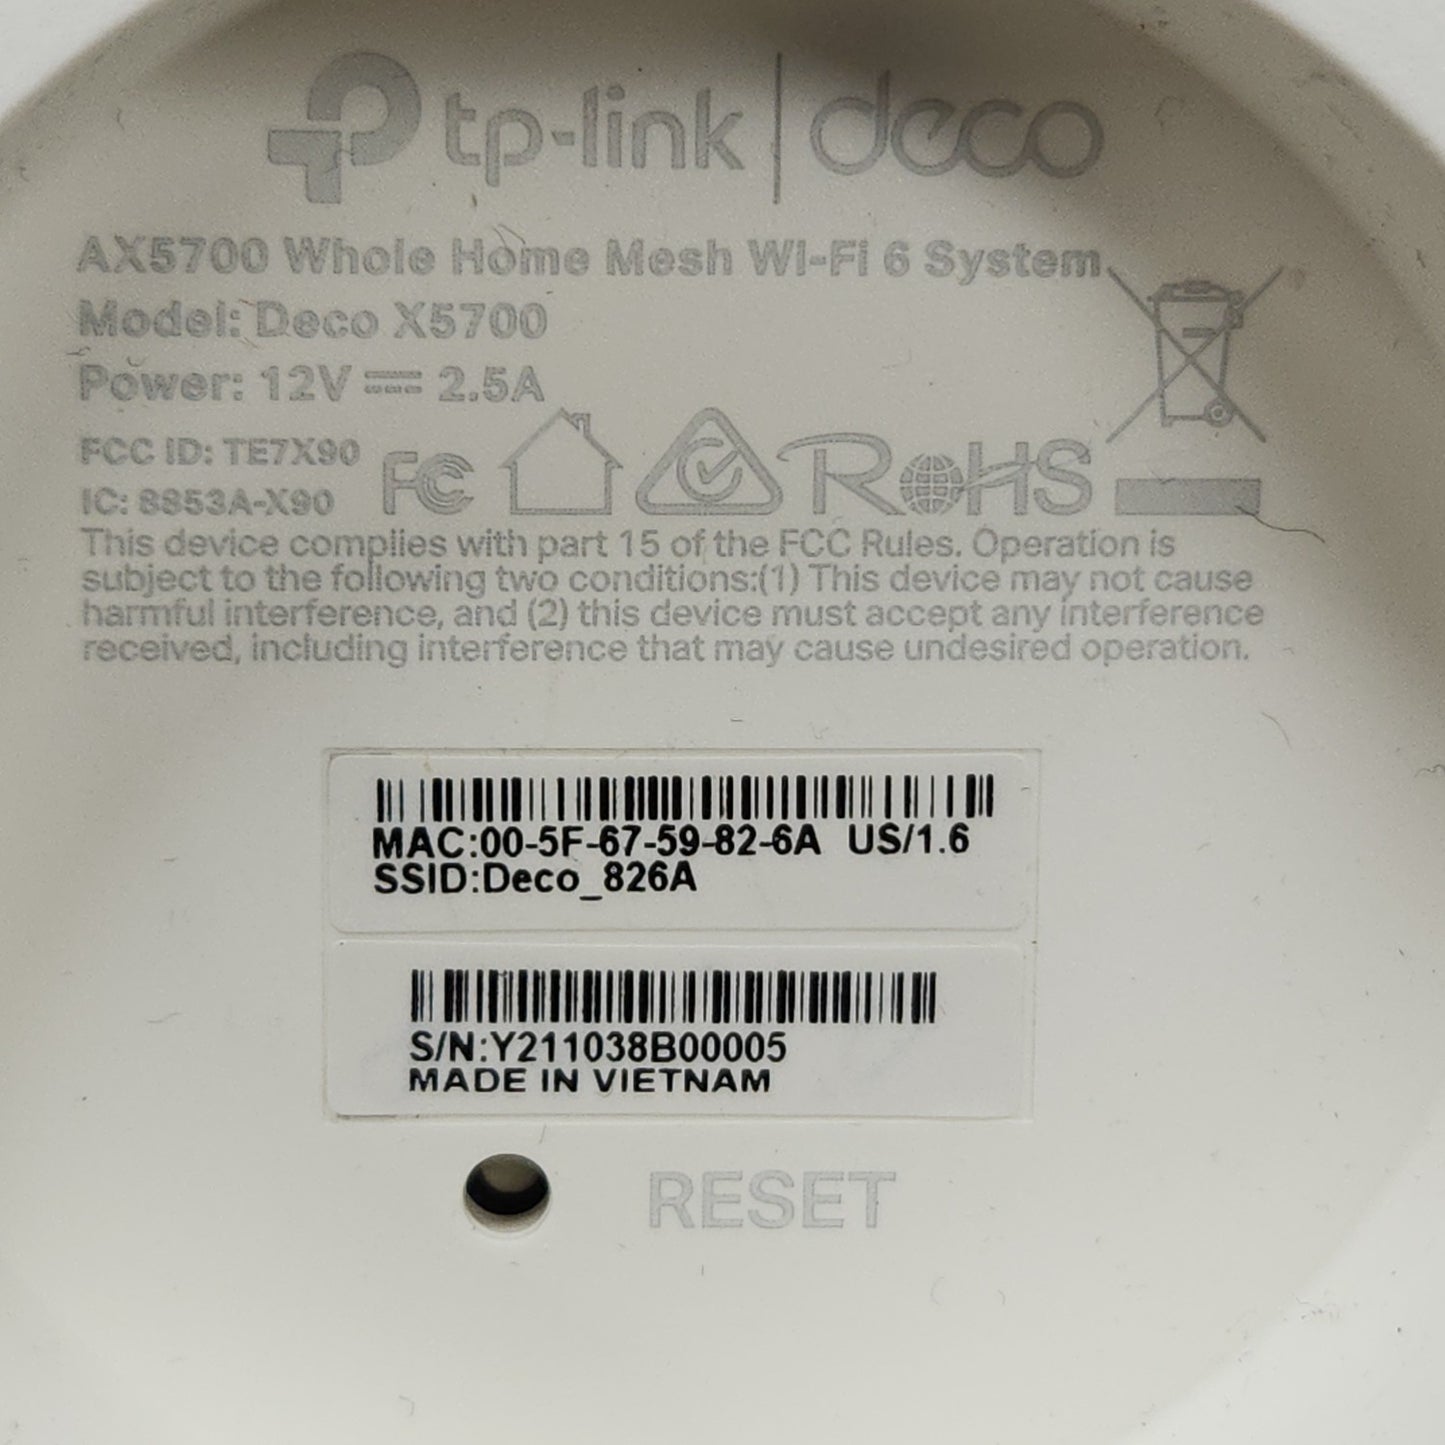 tp-link | deco
AX5700 Whole Home Mesh Wi-Fi 6 System
Model: Deco X5700
Power: 12V ⎓ 2.5A
FCC ID: TE7X90
IC: 8853A-X90
FC RoHS
This device complies with part 15 of the FCC Rules. Operation is
subject to the following two conditions:(1) This device may not cause
harmful interference, and (2) this device must accept any interference
received, including interference that may cause undesired operation.
MAC:00-5F-67-59-82-6A US/1.6
SSID:Deco_826A
S/N:Y211038B00005
MADE IN VIETNAM
RESET